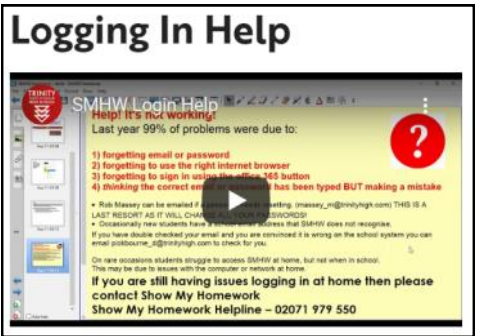 Logging In Help
TRINITY
SMHW Login Help
Help! It's not working!
Last year 99% of problems were due to:
?
1) forgetting email or password
2) forgetting to use the right internet browser
3) forgetting to sign in using the office 365 button
4) thinking the correct email or password has been typed BUT making a mistake
• Rob Massey can be emailed if a password needs resetting. (massey_m@trinityhigh.com) THIS IS A
LAST RESORT AS IT WILL CHANGE ALL YOUR PASSWORDS!
• Occasionally new students have a school email address that SMHW does not recognise.
If you have double checked your email and you are convinced it is wrong on the school system you can
email pickbourne_d@trinityhigh.com to check for you.
On rare occasions students struggle to access SMHW at home, but not when in school.
This may be due to issues with the computer or network at home.
If you are still having issues logging in at home then please
contact Show My Homework
Show My Homework Helpline – 02071 979 550